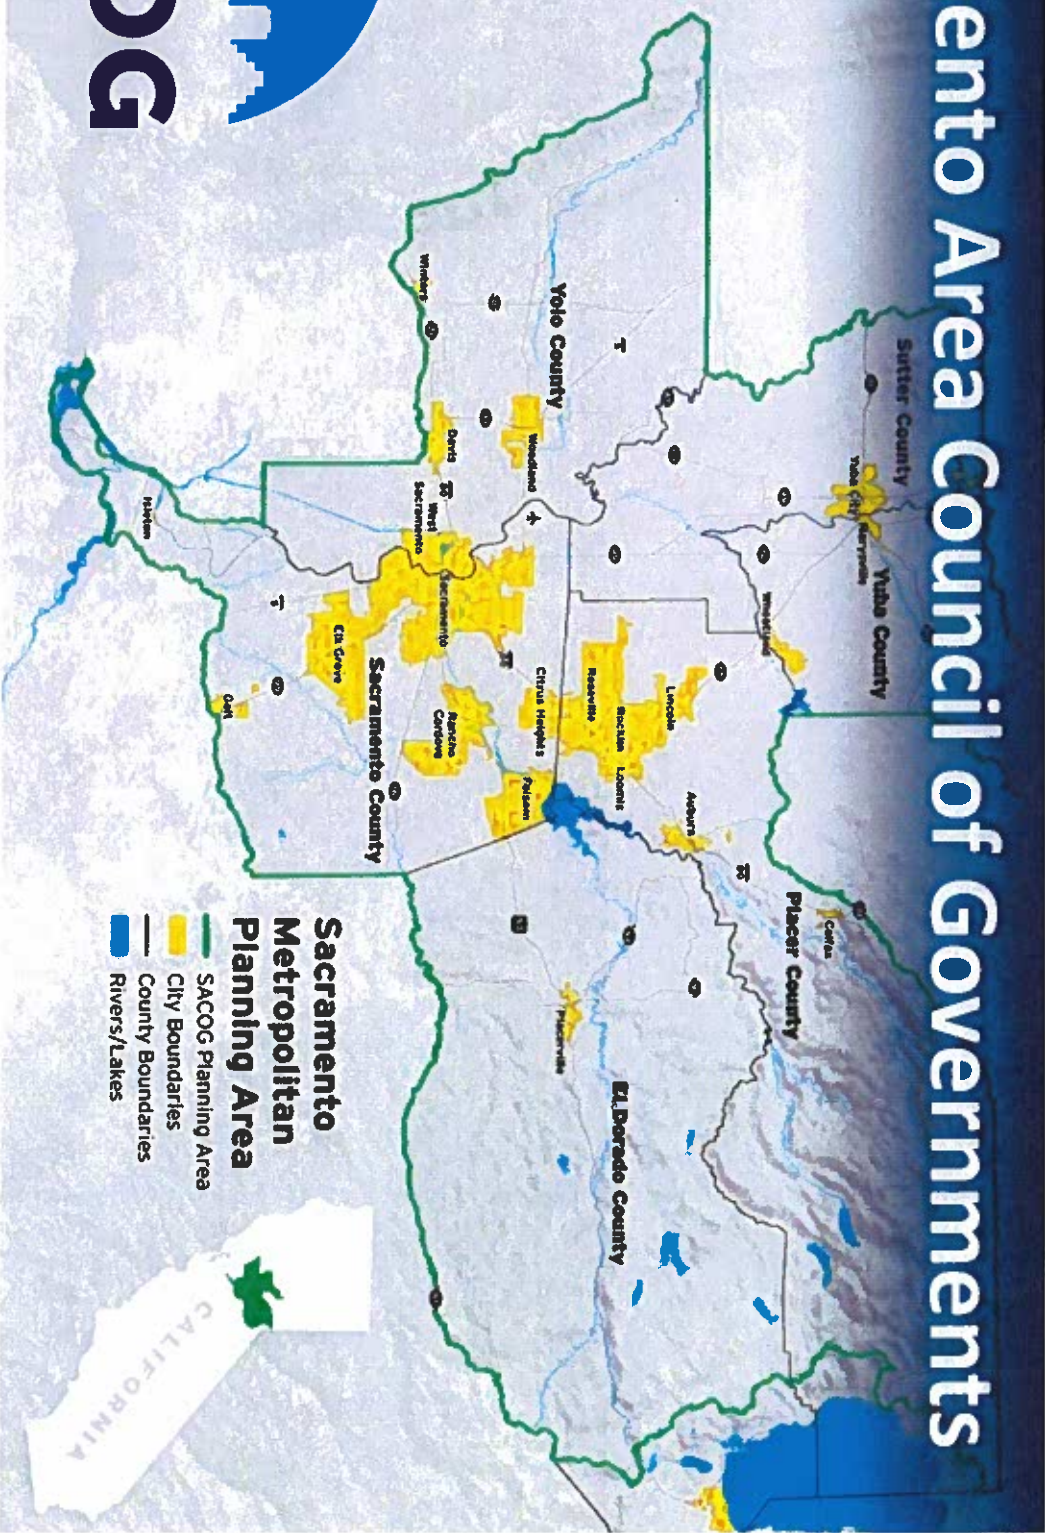 ento Area Council of Governments
OG
Sutter County
Yuba City
Marysville
Yuba County
Wheatland
Yolo County
Winters
Davis
Woodland
West
Sacramento
Sacramento
Isleton
Elk Grove
Galt
Sacramento County
Rancho
Cordova
Citrus Heights
Folsom
Roseville
Rocklin
Loomis
Lincoln
Auburn
Colfax
Placer County
Placerville
El Dorado County
Sacramento
Metropolitan
Planning Area
SACOG Planning Area
City Boundaries
County Boundaries
Rivers/Lakes
CALIFORNIA